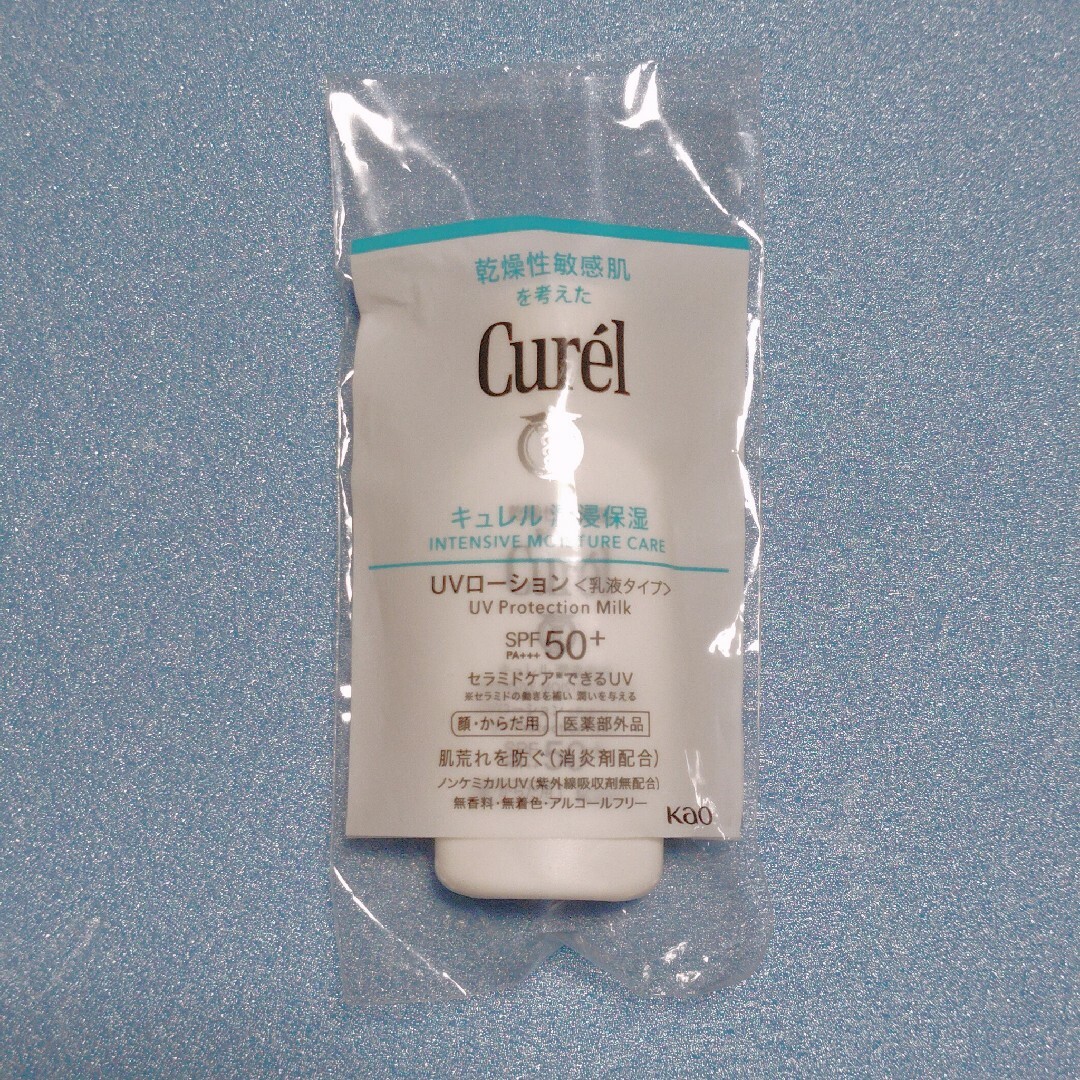 乾燥性敏感肌
を考えた
Curél
キュレル 浸保湿
INTENSIVE MOISTURE CARE
UVローション<乳液タイプ>
UV Protection Milk
SPF 50+
PA+++
セラミドケア※できるUV
※セラミドの働きを補い 潤いを与える
顔・からだ用 医薬部外品
肌荒れを防ぐ(消炎剤配合)
ノンケミカルUV(紫外線吸収剤無配合)
無香料・無着色・アルコールフリー
Kao